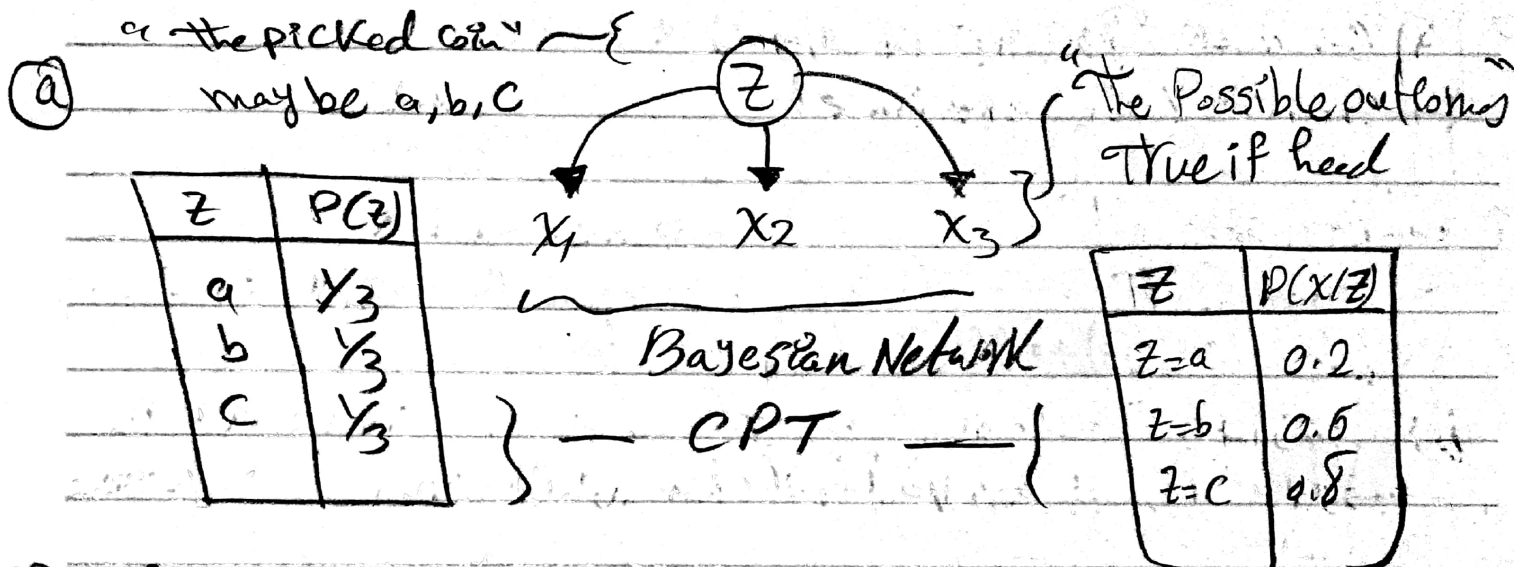 "the picked coin"
(a) may be a, b, c
Z
"The Possible outcomes"
True if head
X1 X2 X3
Z P(Z)
a 1/3
b 1/3
c 1/3
Bayesian Network
CPT
Z P(X/Z)
Z=a 0.2
Z=b 0.6
Z=c 0.8